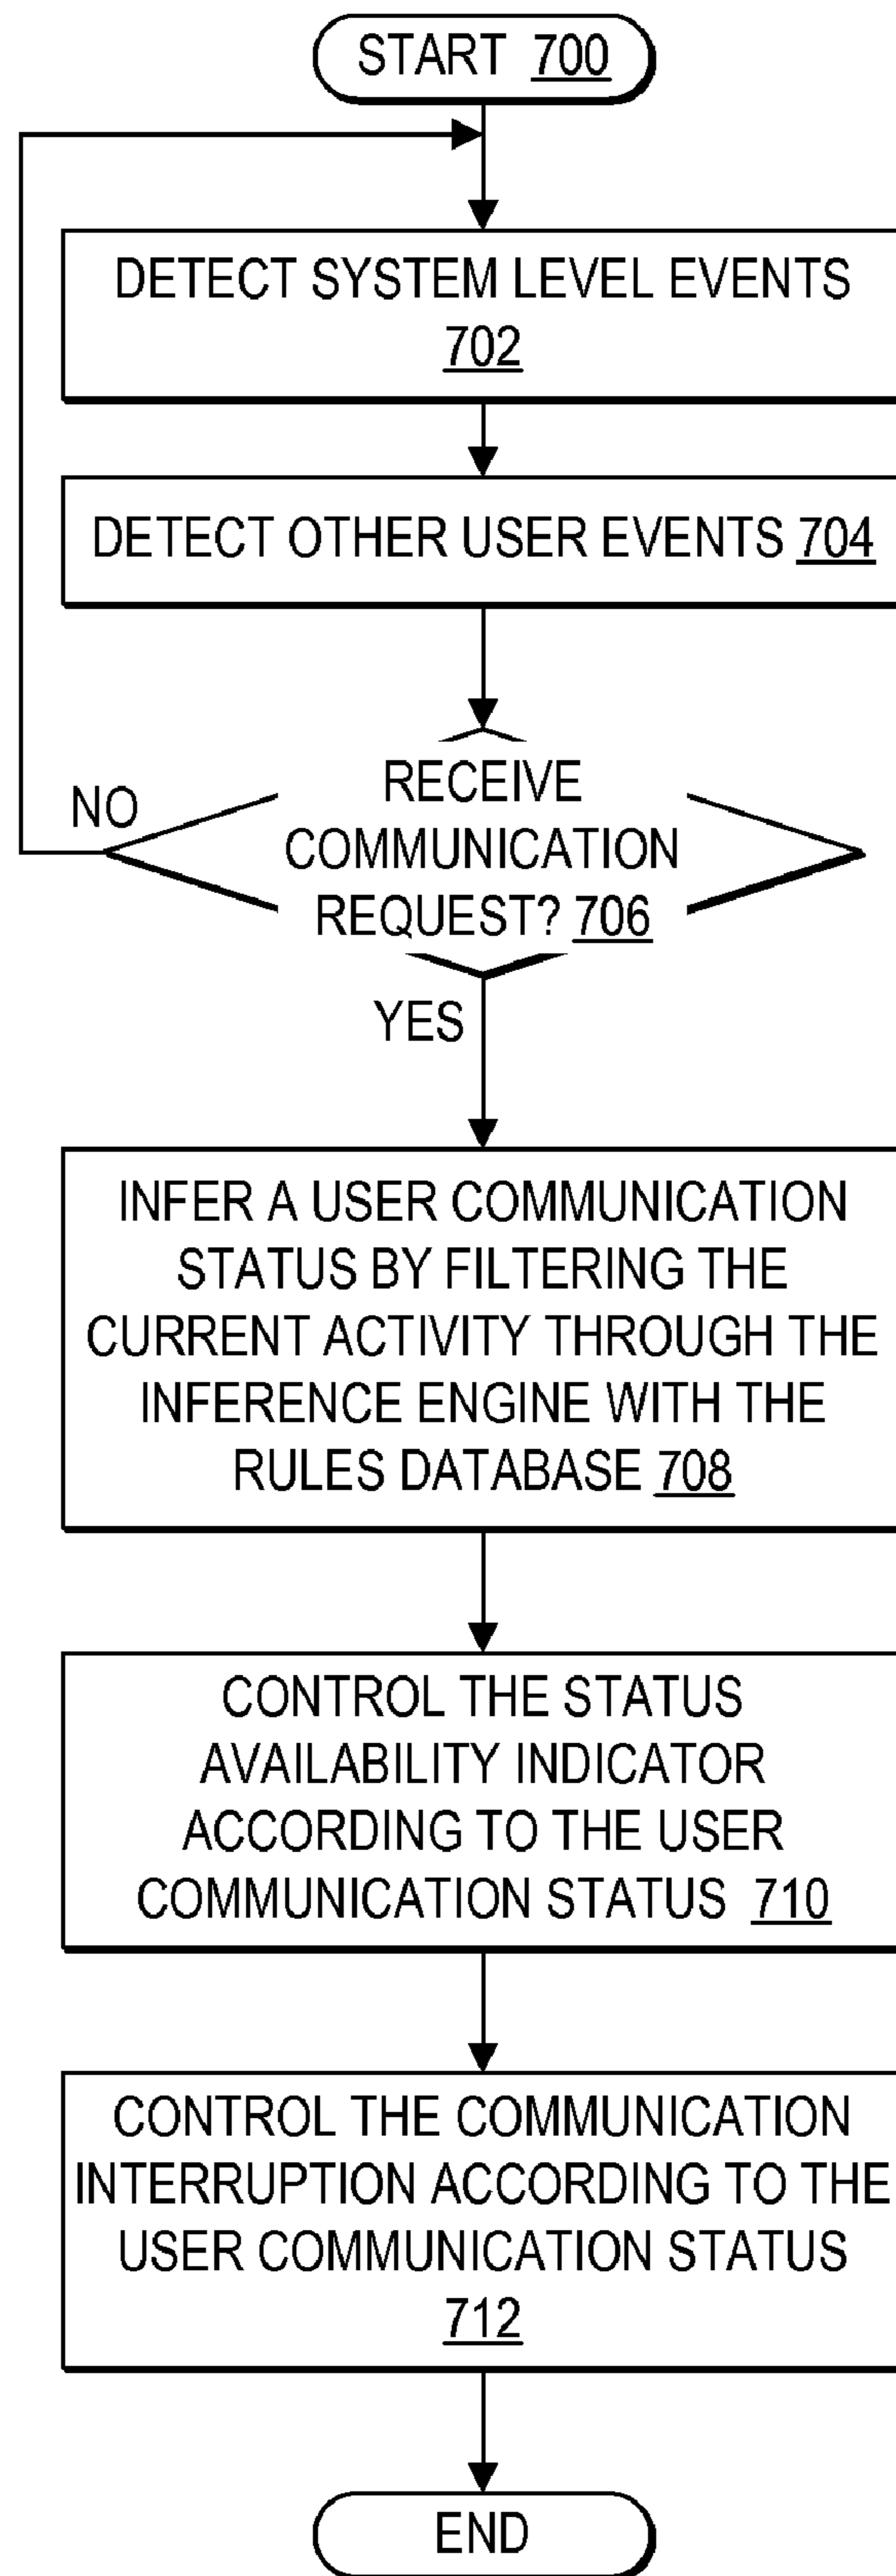 START 700
DETECT SYSTEM LEVEL EVENTS
702
DETECT OTHER USER EVENTS 704
RECEIVE
COMMUNICATION
REQUEST? 706
NO
YES
INFER A USER COMMUNICATION
STATUS BY FILTERING THE
CURRENT ACTIVITY THROUGH THE
INFERENCE ENGINE WITH THE
RULES DATABASE 708
CONTROL THE STATUS
AVAILABILITY INDICATOR
ACCORDING TO THE USER
COMMUNICATION STATUS 710
CONTROL THE COMMUNICATION
INTERRUPTION ACCORDING TO THE
USER COMMUNICATION STATUS
712
END